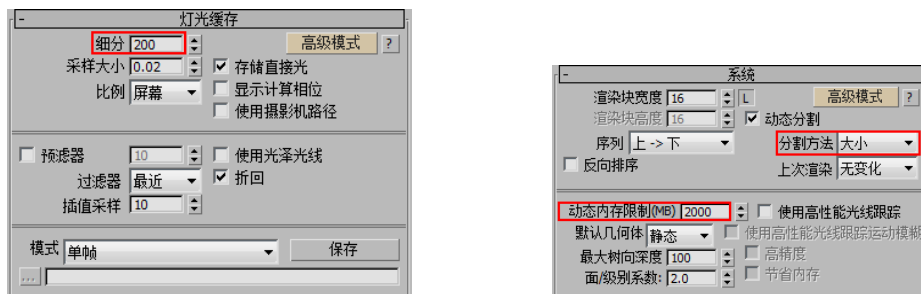 灯光缓存
细分 200 高级模式 ?
采样大小 0.02 存储直接光
比例 屏幕 显示计算相位
使用摄影机路径
预滤器 10 使用光泽光线
过滤器 最近 折回
插值采样 10
模式 单帧 保存
...
系统
渲染块宽度 16 L 高级模式 ?
渲染块高度 16 动态分割
序列 上 -> 下 分割方法 大小
反向排序 上次渲染 无变化
动态内存限制(MB) 2000 使用高性能光线跟踪
默认几何体 静态 使用高性能光线跟踪运动模糊
最大树向深度 100 高精度
面/级别系数: 2.0 节省内存